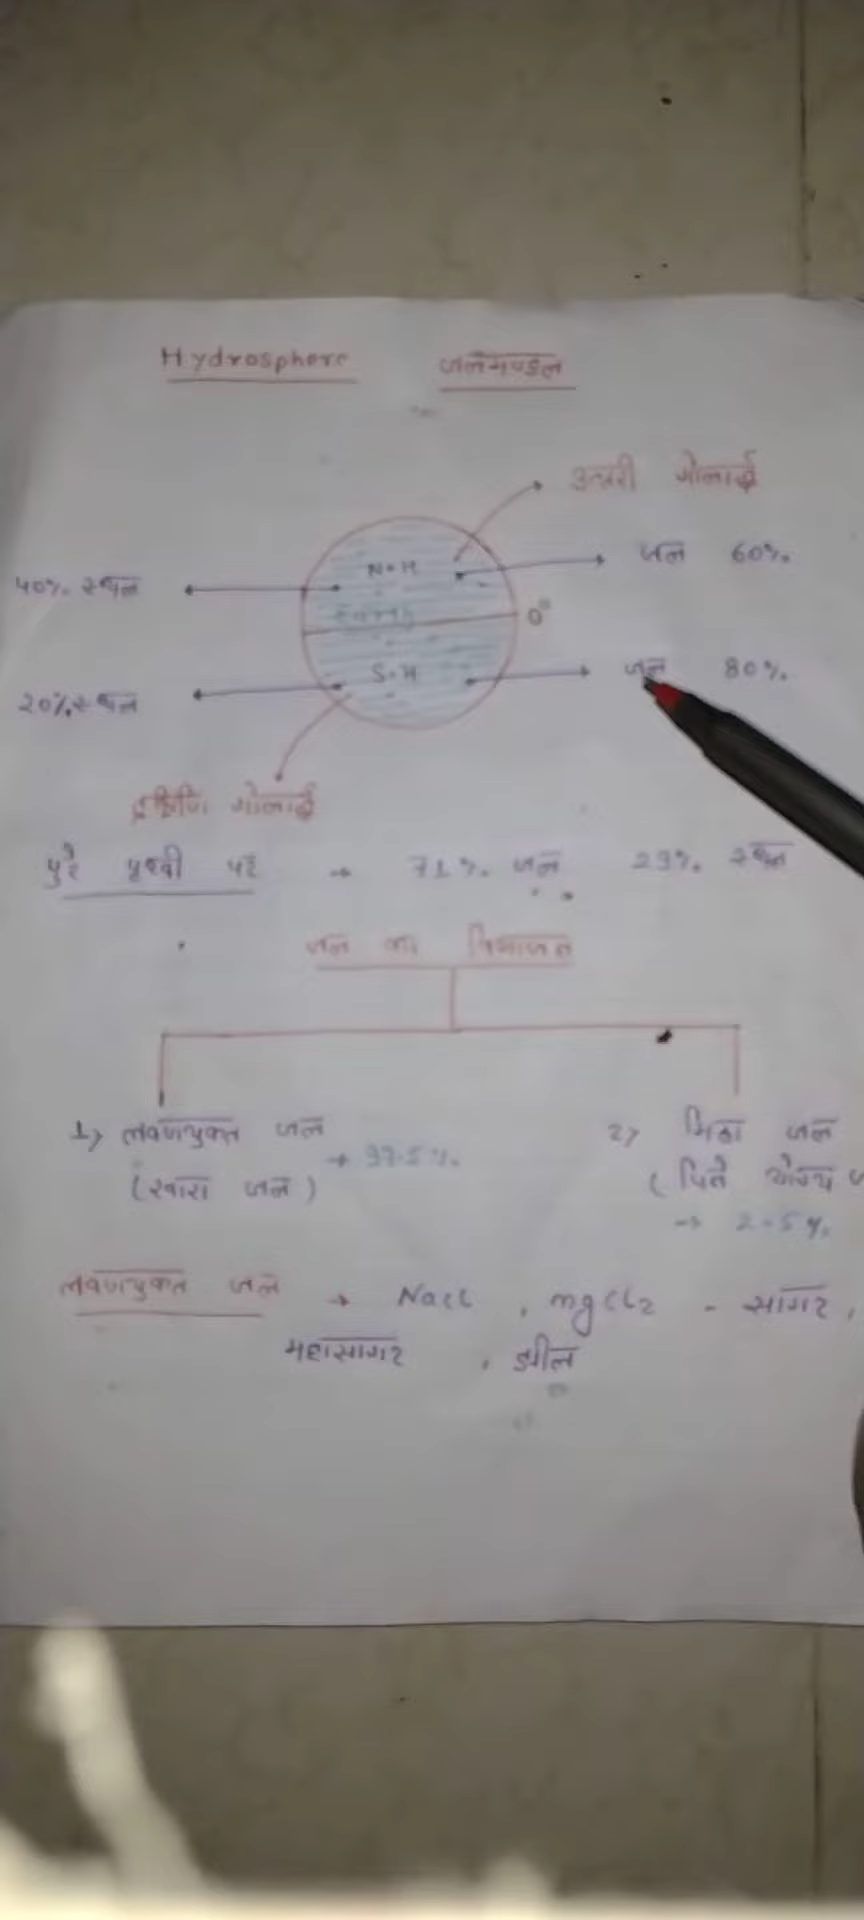 Hydrosphere जलमण्डल
उत्तरी गोलार्द्ध
जल 60%.
40%. स्थल
N.H
0°
S.H
जल 80%.
20%. स्थल
गोलार्द्ध
पुरे पृथ्वी पर → 71%. जल 29%. स्थल
जल का विभाजन
1) लवणयुक्त जल
→ 97.5%.
(खारा जल)
2) मिठा जल
(पिने योग्य
→ 2.5%.
लवणयुक्त जल → Nacl , mgcl2 - सागर,
महासागर , झील